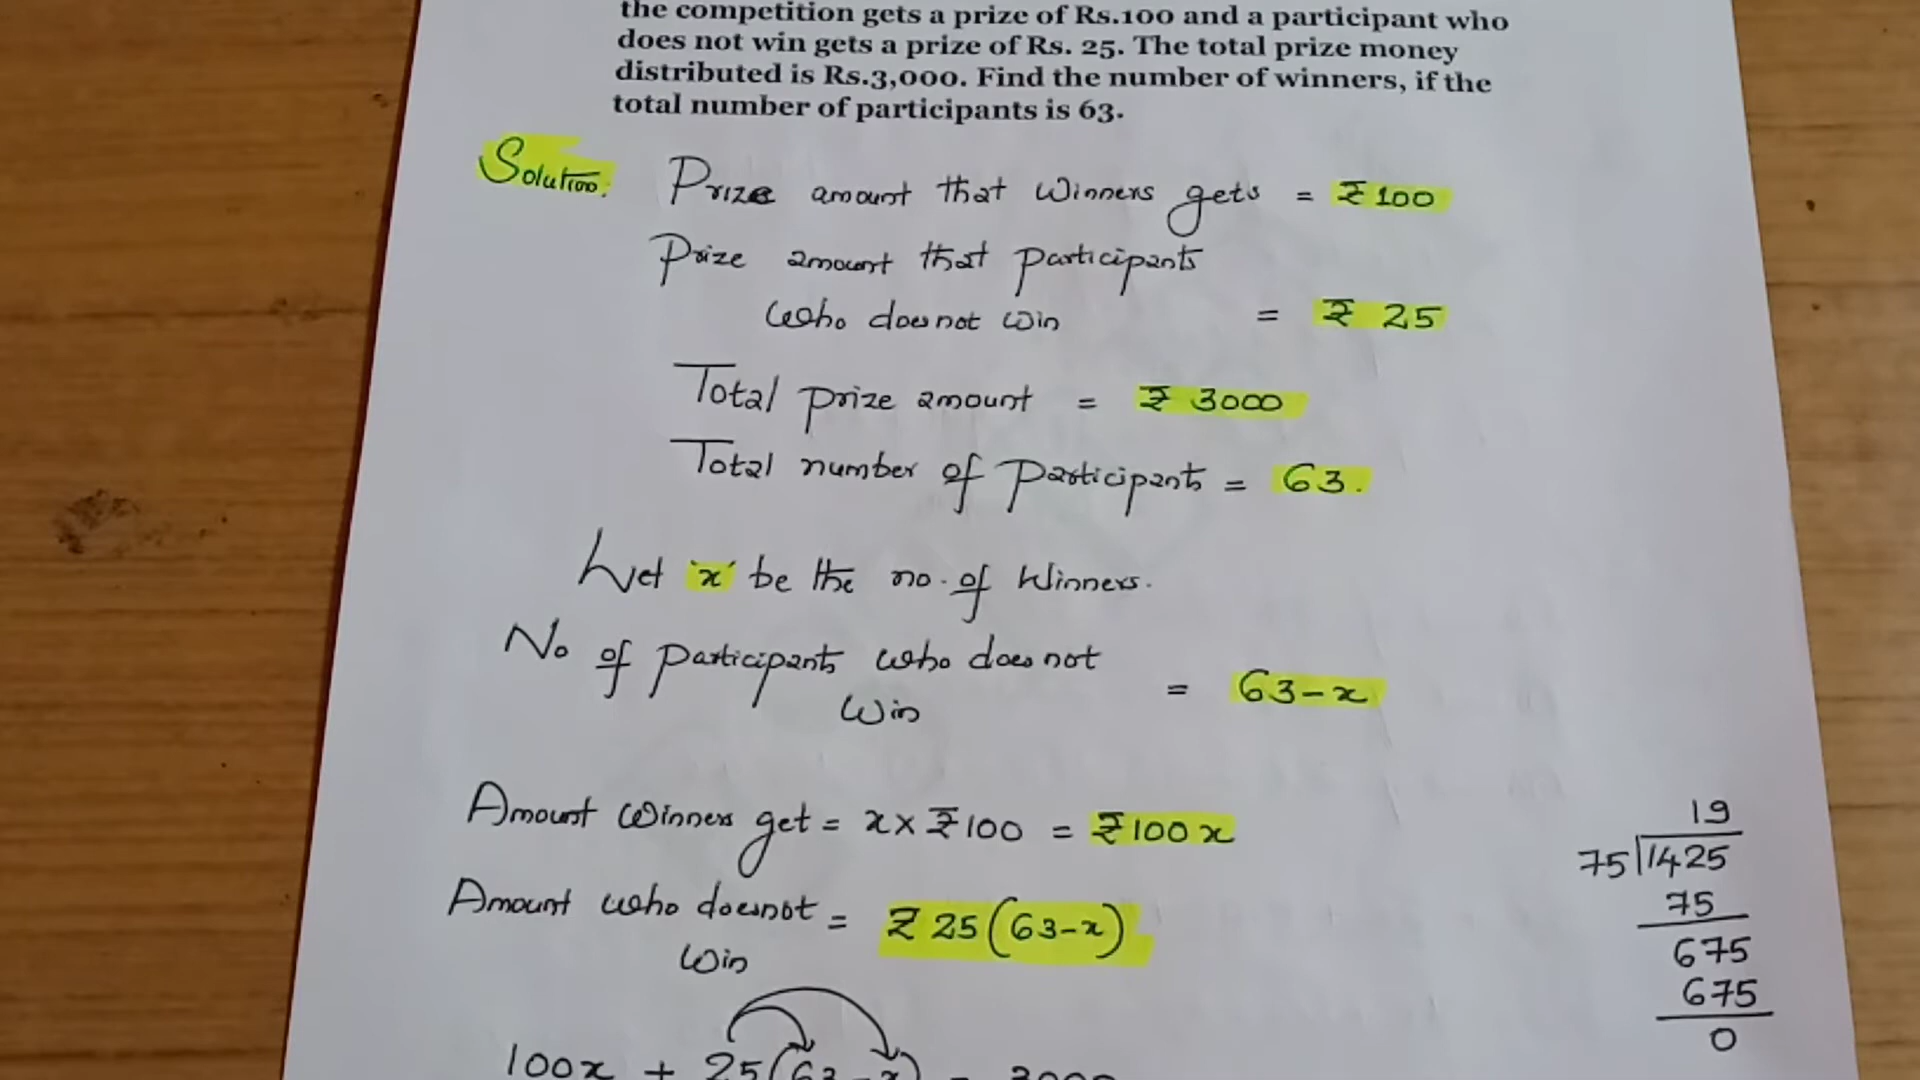 the competition gets a prize of Rs.100 and a participant who
does not win gets a prize of Rs. 25. The total prize money
distributed is Rs.3,000. Find the number of winners, if the
total number of participants is 63.
Solution: Prize amount that winners gets = ₹100
Prize amount that participants
who does not win = ₹ 25
Total prize amount = ₹ 3000
Total number of participants = 63.
Let 'x' be the no. of winners.
No of participants who does not
win = 63-x
Amount winners get = x × ₹100 = ₹100x
Amount who doesnot = ₹25(63-x)
win
100x + 25(63-x) = 3000
19
75 1425
75
675
675
0